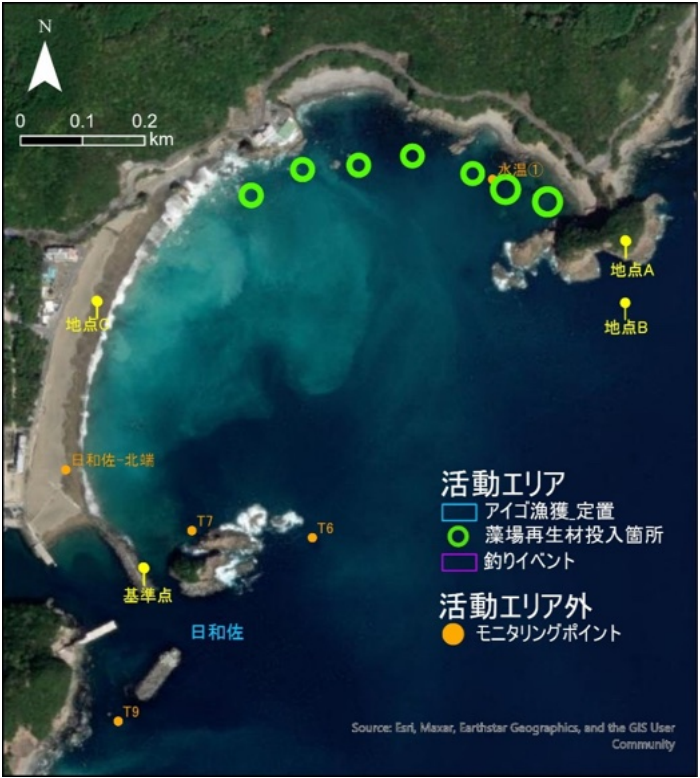 N
0 0.1 0.2
km
水温①
地点A
地点B
地点C
日和佐-北端
T7
T6
基準点
日和佐
T9
活動エリア
アイゴ漁獲_定置
藻場再生材投入箇所
釣りイベント
活動エリア外
モニタリングポイント
Source: Esri, Maxar, Earthstar Geographics, and the GIS User
Community